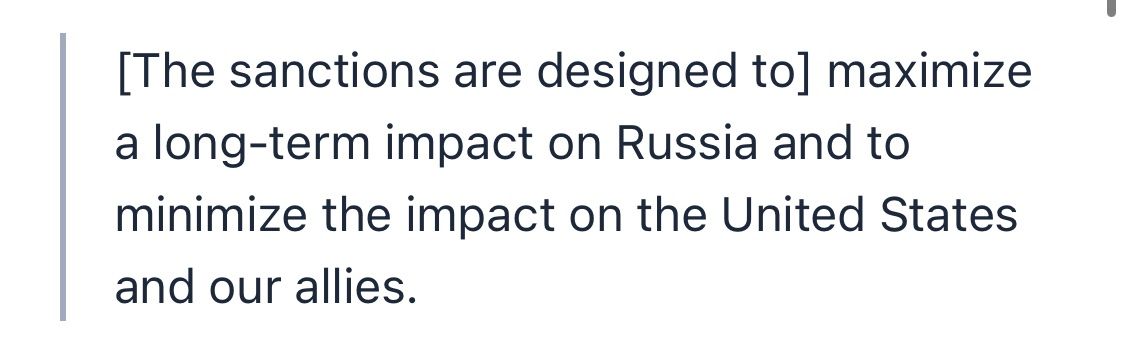 [The sanctions are designed to] maximize
a long-term impact on Russia and to
minimize the impact on the United States
and our allies.